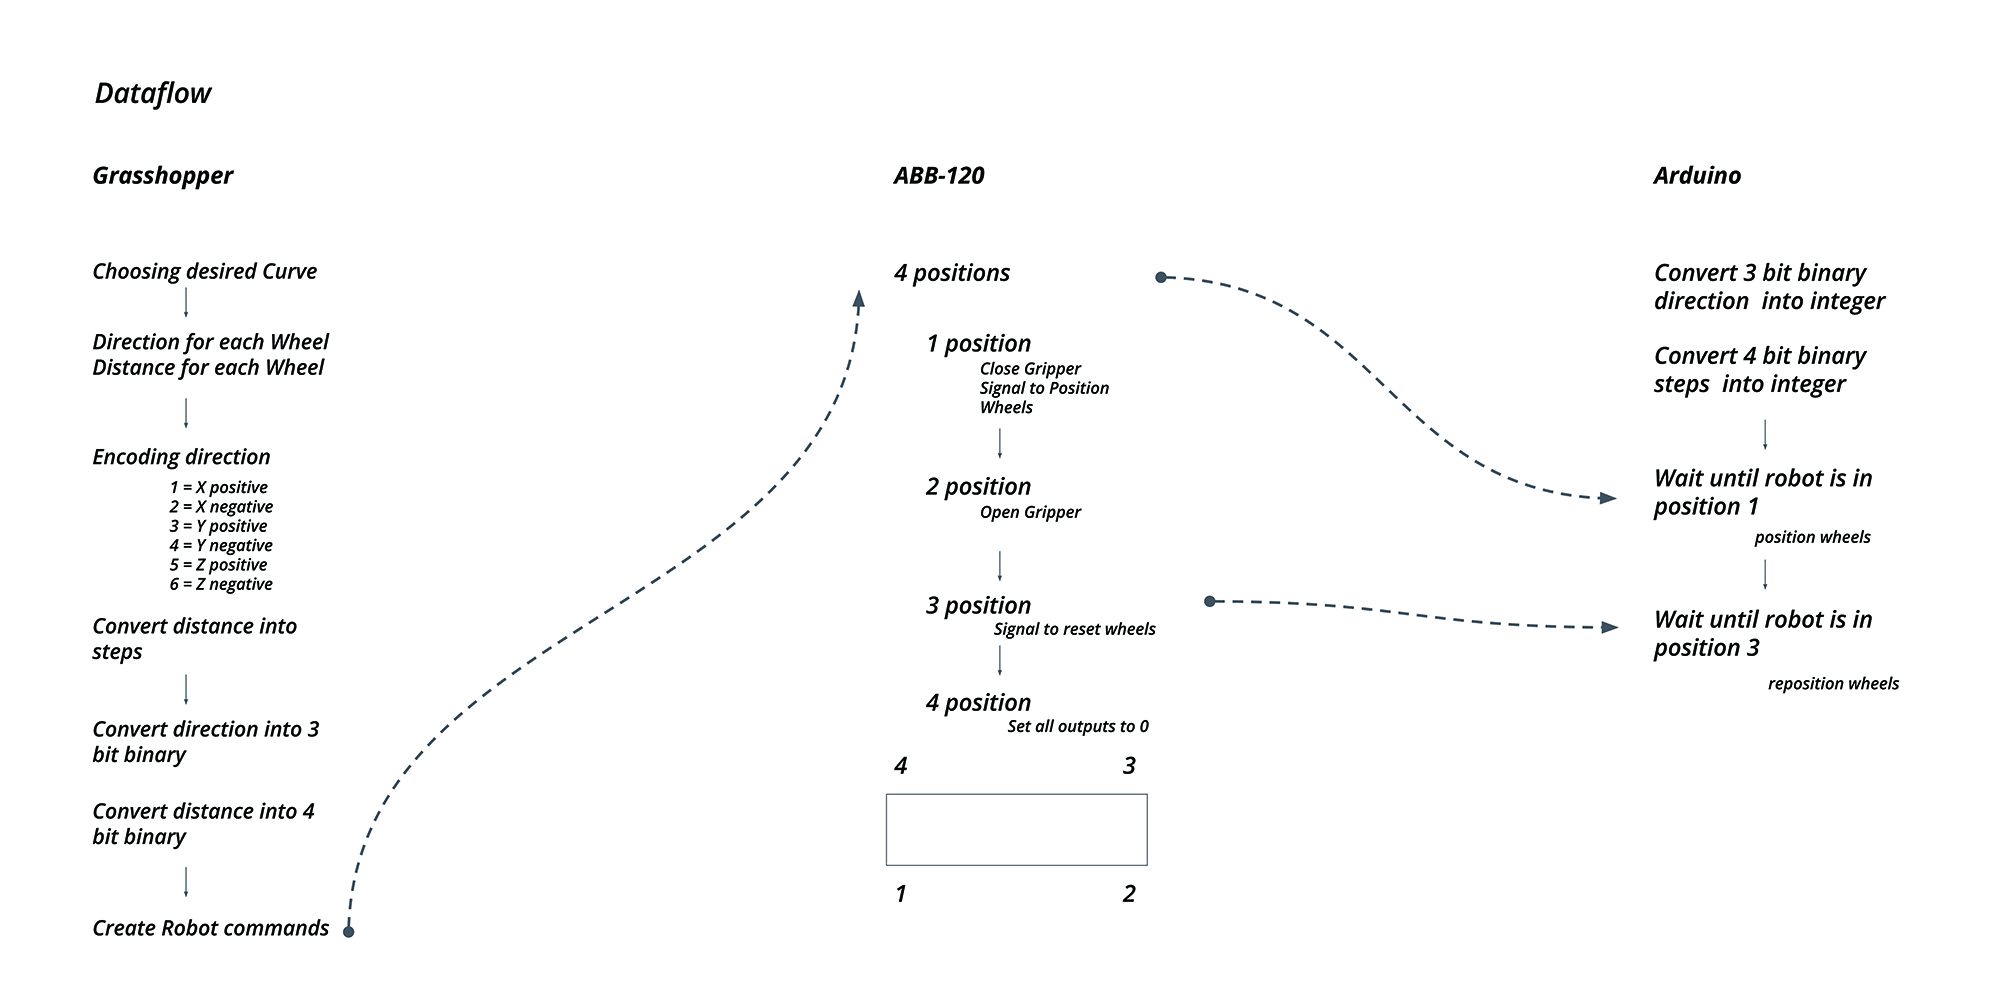 Dataflow
Grasshopper
Choosing desired Curve
Direction for each Wheel
Distance for each Wheel
Encoding direction
1 = X positive
2 = X negative
3 = Y positive
4 = Y negative
5 = Z positive
6 = Z negative
Convert distance into
steps
Convert direction into 3
bit binary
Convert distance into 4
bit binary
Create Robot commands
ABB-120
4 positions
1 position
Close Gripper
Signal to Position
Wheels
2 position
Open Gripper
3 position
Signal to reset wheels
4 position
Set all outputs to 0
4 3
1 2
Arduino
Convert 3 bit binary
direction into integer
Convert 4 bit binary
steps into integer
Wait until robot is in
position 1
position wheels
Wait until robot is in
position 3
reposition wheels